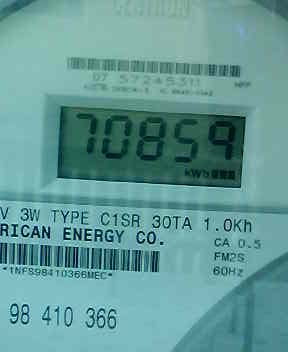 CENTRON
07 57245311
70859
kWh
V 3W TYPE C1SR 30TA 1.0Kh
RICAN ENERGY CO. CA 0.5
FM2S
*1NFS98410366MEC* 60Hz
98 410 366